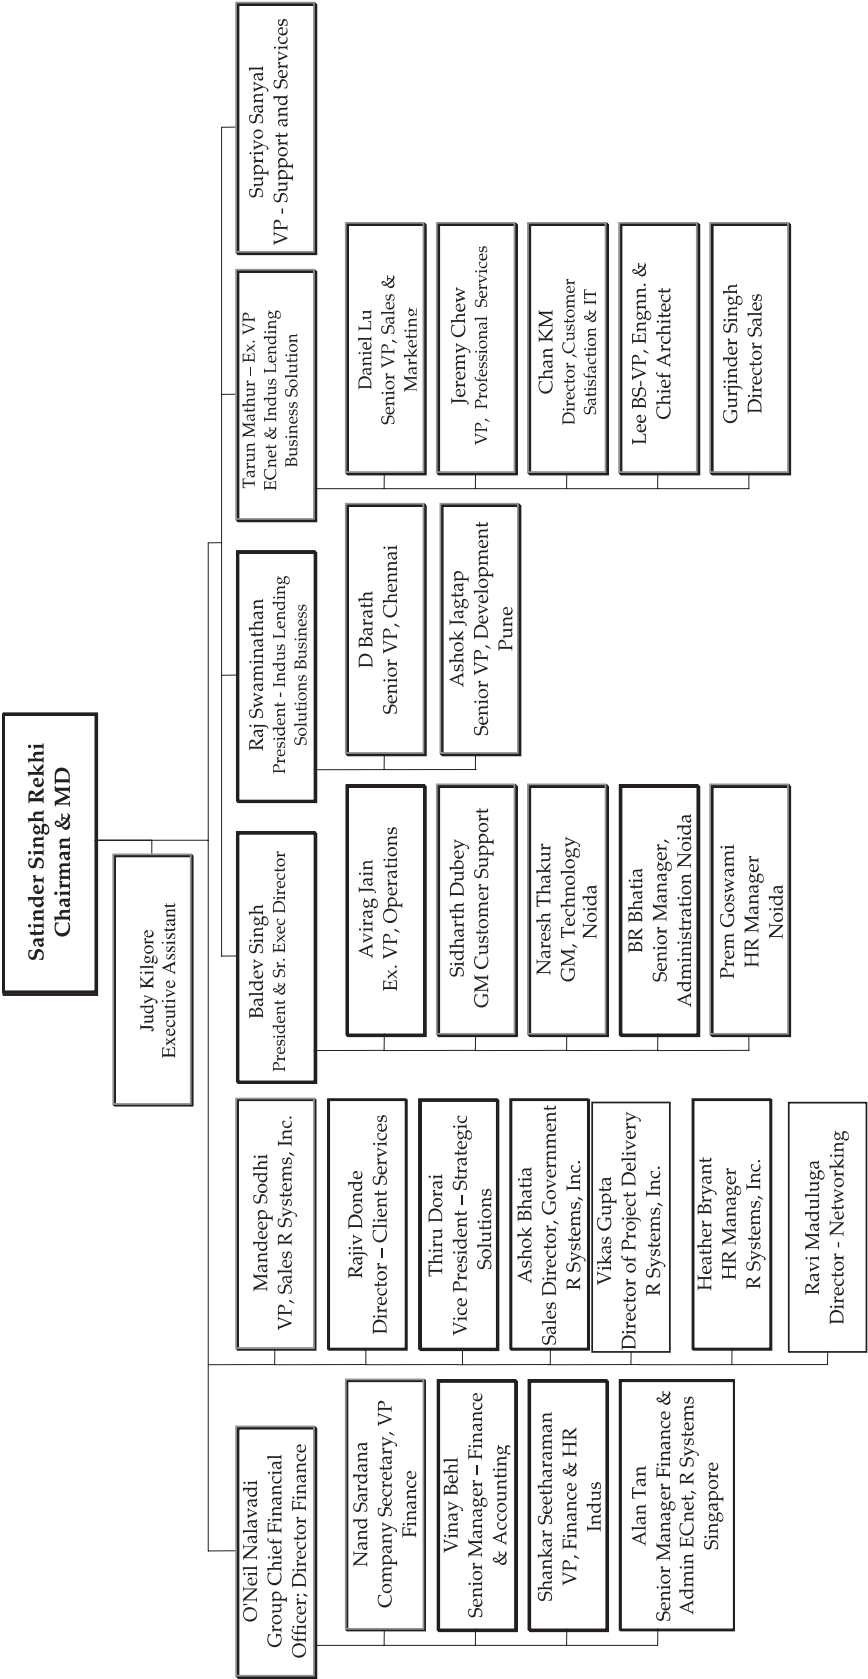 Satinder Singh Rekhi
Chairman & MD
Judy Kilgore
Executive Assistant
O'Neil Nalavadi
Group Chief Financial
Officer; Director Finance
Nand Sardana
Company Secretary, VP
Finance
Vinay Behl
Senior Manager – Finance
& Accounting
Shankar Seetharaman
VP, Finance & HR
Indus
Alan Tan
Senior Manager Finance &
Admin ECnet, R Systems
Singapore
Mandeep Sodhi
VP, Sales R Systems, Inc.
Rajiv Donde
Director – Client Services
Thiru Dorai
Vice President – Strategic
Solutions
Ashok Bhatia
Sales Director, Government
R Systems, Inc.
Vikas Gupta
Director of Project Delivery
R Systems, Inc.
Heather Bryant
HR Manager
R Systems, Inc.
Ravi Maduluga
Director - Networking
Baldev Singh
President & Sr. Exec Director
Avirag Jain
Ex. VP, Operations
Sidharth Dubey
GM Customer Support
Naresh Thakur
GM, Technology
Noida
BR Bhatia
Senior Manager,
Administration Noida
Prem Goswami
HR Manager
Noida
Raj Swaminathan
President - Indus Lending
Solutions Business
D Barath
Senior VP, Chennai
Ashok Jagtap
Senior VP, Development
Pune
Tarun Mathur – Ex. VP
ECnet & Indus Lending
Business Solution
Daniel Lu
Senior VP, Sales &
Marketing
Jeremy Chew
VP, Professional Services
Chan KM
Director ,Customer
Satisfaction & IT
Lee BS-VP, Engnn. &
Chief Architect
Gurjinder Singh
Director Sales
Supriyo Sanyal
VP - Support and Services